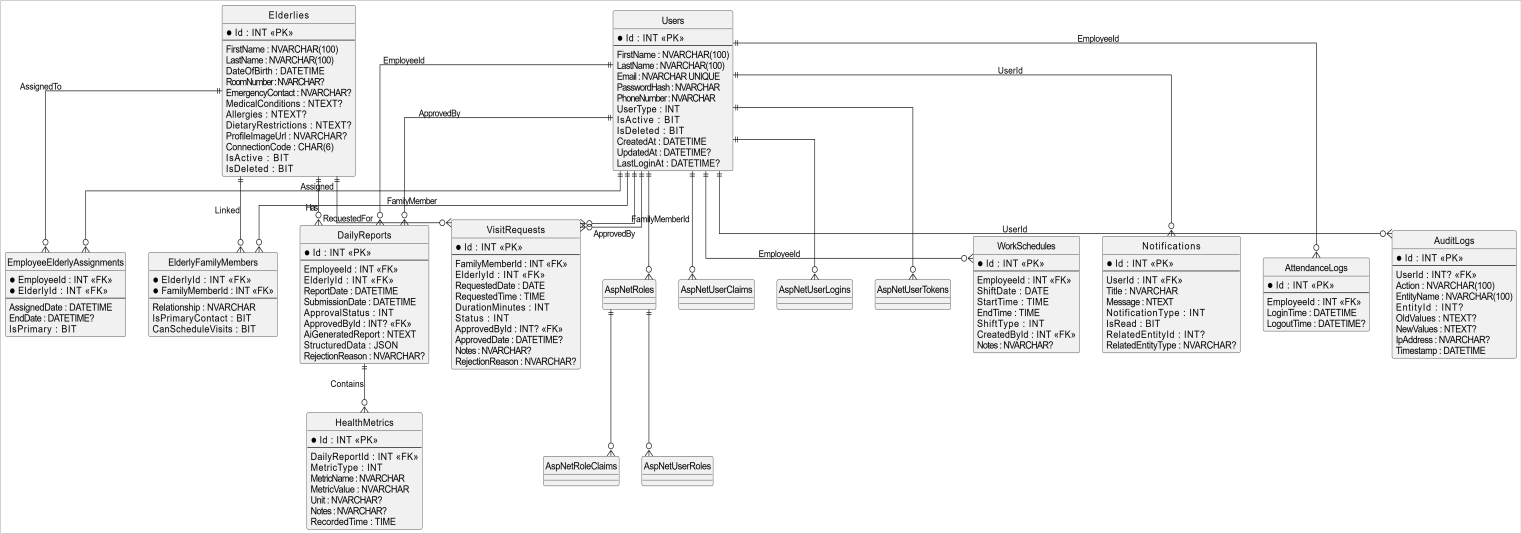 Elderlies
Id : INT «PK»
FirstName : NVARCHAR(100)
LastName : NVARCHAR(100)
DateOfBirth : DATETIME
RoomNumber : NVARCHAR?
EmergencyContact : NVARCHAR?
MedicalConditions : NTEXT?
Allergies : NTEXT?
DietaryRestrictions : NTEXT?
ProfileImageUrl : NVARCHAR?
ConnectionCode : CHAR(6)
IsActive : BIT
IsDeleted : BIT
Users
Id : INT «PK»
FirstName : NVARCHAR(100)
LastName : NVARCHAR(100)
Email : NVARCHAR UNIQUE
PasswordHash : NVARCHAR
PhoneNumber : NVARCHAR
UserType : INT
IsActive : BIT
IsDeleted : BIT
CreatedAt : DATETIME
UpdatedAt : DATETIME?
LastLoginAt : DATETIME?
AssignedTo
EmployeeId
ApprovedBy
EmployeeId
UserId
Assigned
FamilyMember
Linked
Has
RequestedFor
FamilyMemberId
ApprovedBy
EmployeeId
UserId
EmployeeElderlyAssignments
EmployeeId : INT «FK»
ElderlyId : INT «FK»
AssignedDate : DATETIME
EndDate : DATETIME?
IsPrimary : BIT
ElderlyFamilyMembers
ElderlyId : INT «FK»
FamilyMemberId : INT «FK»
Relationship : NVARCHAR
IsPrimaryContact : BIT
CanScheduleVisits : BIT
DailyReports
Id : INT «PK»
EmployeeId : INT «FK»
ElderlyId : INT «FK»
ReportDate : DATETIME
SubmissionDate : DATETIME
ApprovalStatus : INT
ApprovedById : INT? «FK»
AiGeneratedReport : NTEXT
StructuredData : JSON
RejectionReason : NVARCHAR?
VisitRequests
Id : INT «PK»
FamilyMemberId : INT «FK»
ElderlyId : INT «FK»
RequestedDate : DATE
RequestedTime : TIME
DurationMinutes : INT
Status : INT
ApprovedById : INT? «FK»
ApprovedDate : DATETIME?
Notes : NVARCHAR?
RejectionReason : NVARCHAR?
AspNetRoles
AspNetUserClaims
AspNetUserLogins
AspNetUserTokens
WorkSchedules
Id : INT «PK»
EmployeeId : INT «FK»
ShiftDate : DATE
StartTime : TIME
EndTime : TIME
ShiftType : INT
CreatedById : INT «FK»
Notes : NVARCHAR?
Notifications
Id : INT «PK»
UserId : INT «FK»
Title : NVARCHAR
Message : NTEXT
NotificationType : INT
IsRead : BIT
RelatedEntityId : INT?
RelatedEntityType : NVARCHAR?
AttendanceLogs
Id : INT «PK»
EmployeeId : INT «FK»
LoginTime : DATETIME
LogoutTime : DATETIME?
AuditLogs
Id : INT «PK»
UserId : INT? «FK»
Action : NVARCHAR(100)
EntityName : NVARCHAR(100)
EntityId : INT?
OldValues : NTEXT?
NewValues : NTEXT?
IpAddress : NVARCHAR?
Timestamp : DATETIME
Contains
HealthMetrics
Id : INT «PK»
DailyReportId : INT «FK»
MetricType : INT
MetricName : NVARCHAR
MetricValue : NVARCHAR
Unit : NVARCHAR?
Notes : NVARCHAR?
RecordedTime : TIME
AspNetRoleClaims
AspNetUserRoles